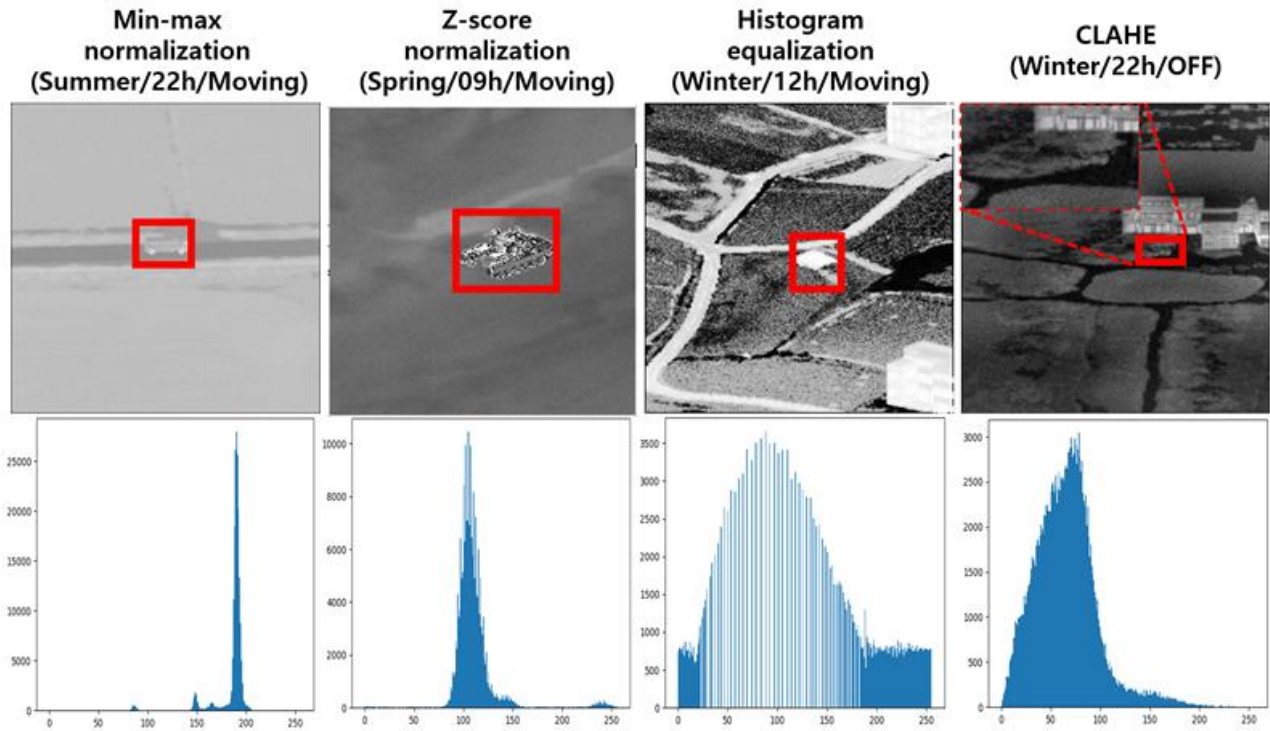 Min-max
normalization
(Summer/22h/Moving)
Z-score
normalization
(Spring/09h/Moving)
Histogram
equalization
(Winter/12h/Moving)
CLAHE
(Winter/22h/OFF)
25000
20000
15000
10000
5000
0
0 50 100 150 200 250
10000
8000
6000
4000
2000
0
0 50 100 150 200 250
3500
3000
2500
2000
1500
1000
500
0
0 50 100 150 200 250
3000
2500
2000
1500
1000
500
0
0 50 100 150 200 250